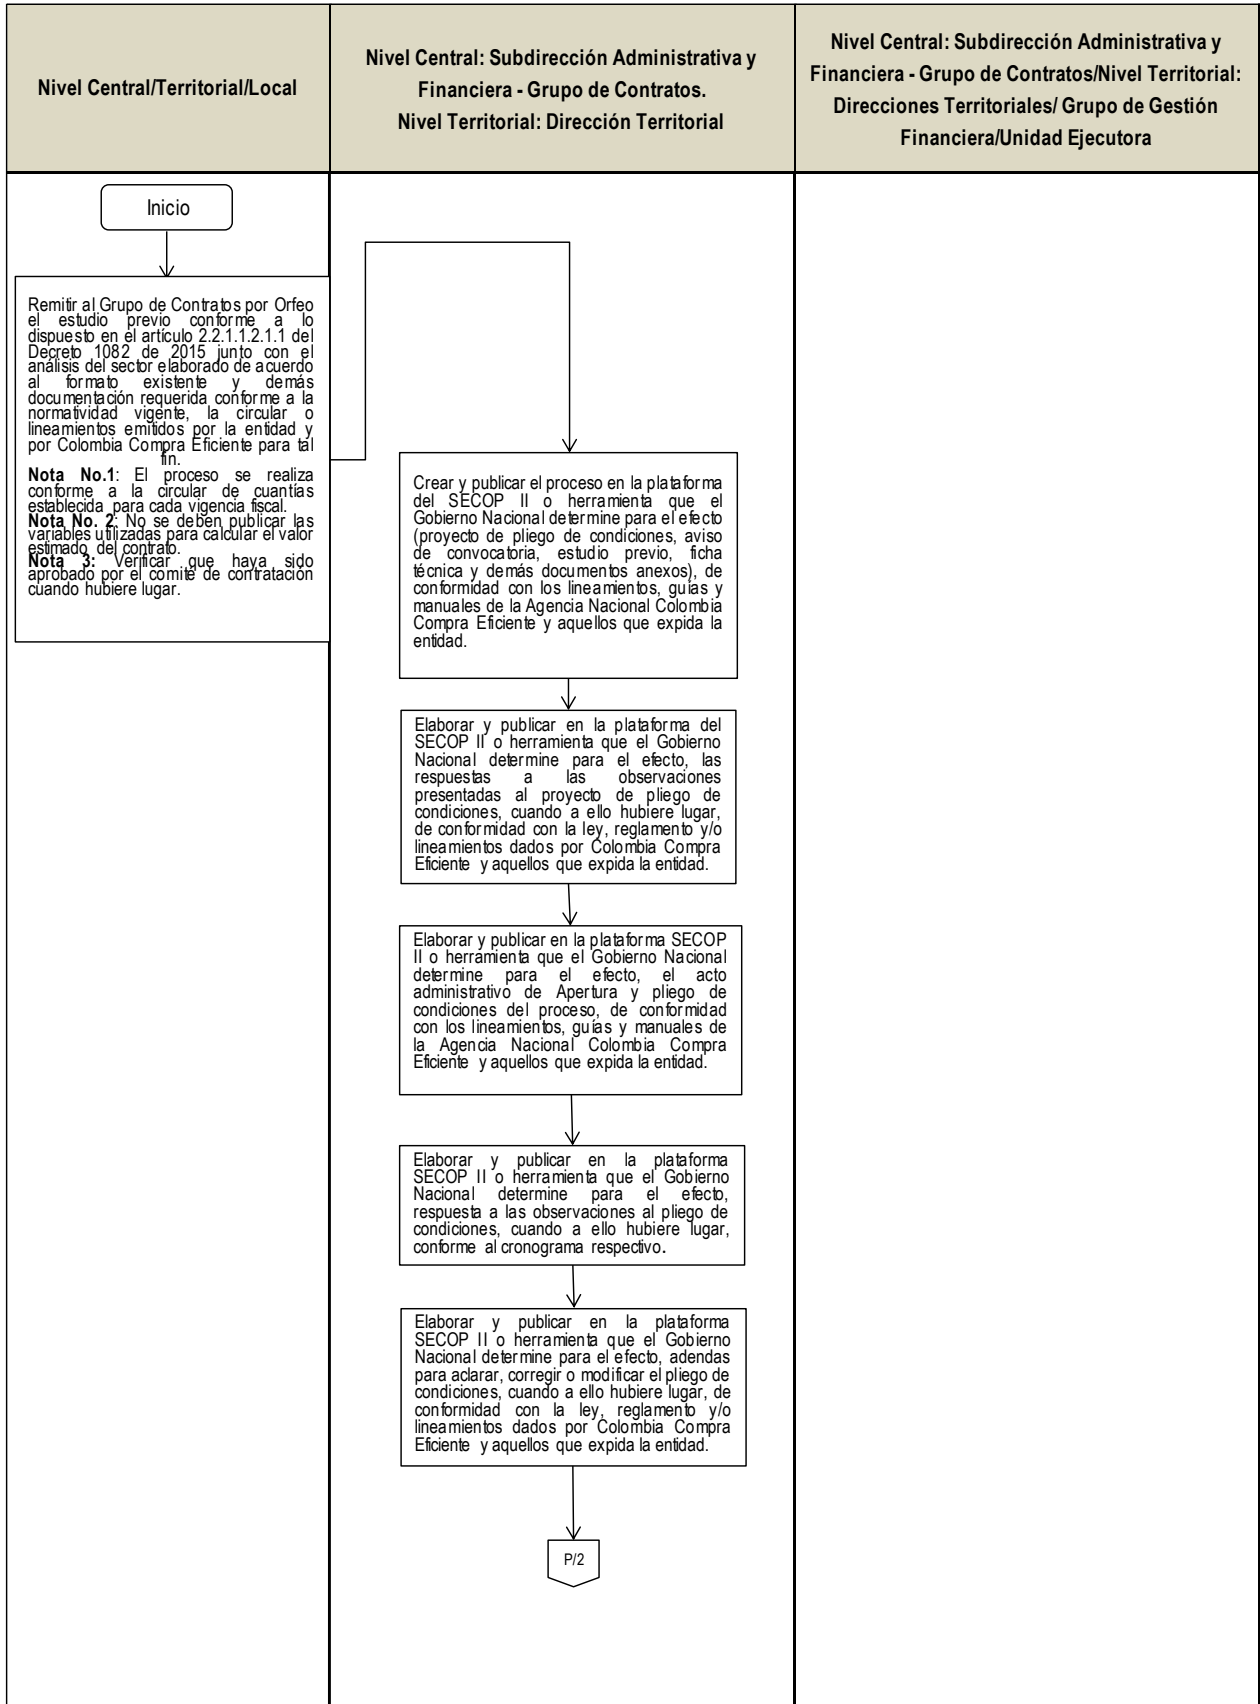 Nivel Central/Territorial/Local
Nivel Central: Subdirección Administrativa y
Financiera - Grupo de Contratos.
Nivel Territorial: Dirección Territorial
Nivel Central: Subdirección Administrativa y
Financiera - Grupo de Contratos/Nivel Territorial:
Direcciones Territoriales/ Grupo de Gestión
Financiera/Unidad Ejecutora
Inicio
Remitir al Grupo de Contratos por Orfeo
el estudio previo conforme a lo
dispuesto en el artículo 2.2.1.1.2.1.1 del
Decreto 1082 de 2015 junto con el
análisis del sector elaborado de acuerdo
al formato existente y demás
documentación requerida conforme a la
normatividad vigente, la circular o
lineamientos emitidos por la entidad y
por Colombia Compra Eficiente para tal
fin.
Nota No.1: El proceso se realiza
conforme a la circular de cuantías
establecida para cada vigencia fiscal.
Nota No. 2: No se deben publicar las
variables utilizadas para calcular el valor
estimado del contrato.
Nota 3: Verificar que haya sido
aprobado por el comité de contratación
cuando hubiere lugar.
Crear y publicar el proceso en la plataforma
del SECOP II o herramienta que el
Gobierno Nacional determine para el efecto
(proyecto de pliego de condiciones, aviso
de convocatoria, estudio previo, ficha
técnica y demás documentos anexos), de
conformidad con los lineamientos, guías y
manuales de la Agencia Nacional Colombia
Compra Eficiente y aquellos que expida la
entidad.
Elaborar y publicar en la plataforma del
SECOP II o herramienta que el Gobierno
Nacional determine para el efecto, las
respuestas a las observaciones
presentadas al proyecto de pliego de
condiciones, cuando a ello hubiere lugar,
de conformidad con la ley, reglamento y/o
lineamientos dados por Colombia Compra
Eficiente y aquellos que expida la entidad.
Elaborar y publicar en la plataforma SECOP
II o herramienta que el Gobierno Nacional
determine para el efecto, el acto
administrativo de Apertura y pliego de
condiciones del proceso, de conformidad
con los lineamientos, guías y manuales de
la Agencia Nacional Colombia Compra
Eficiente y aquellos que expida la entidad.
Elaborar y publicar en la plataforma
SECOP II o herramienta que el Gobierno
Nacional determine para el efecto,
respuesta a las observaciones al pliego de
condiciones, cuando a ello hubiere lugar,
conforme al cronograma respectivo.
Elaborar y publicar en la plataforma
SECOP II o herramienta que el Gobierno
Nacional determine para el efecto, adendas
para aclarar, corregir o modificar el pliego de
condiciones, cuando a ello hubiere lugar, de
conformidad con la ley, reglamento y/o
lineamientos dados por Colombia Compra
Eficiente y aquellos que expida la entidad.
P/2